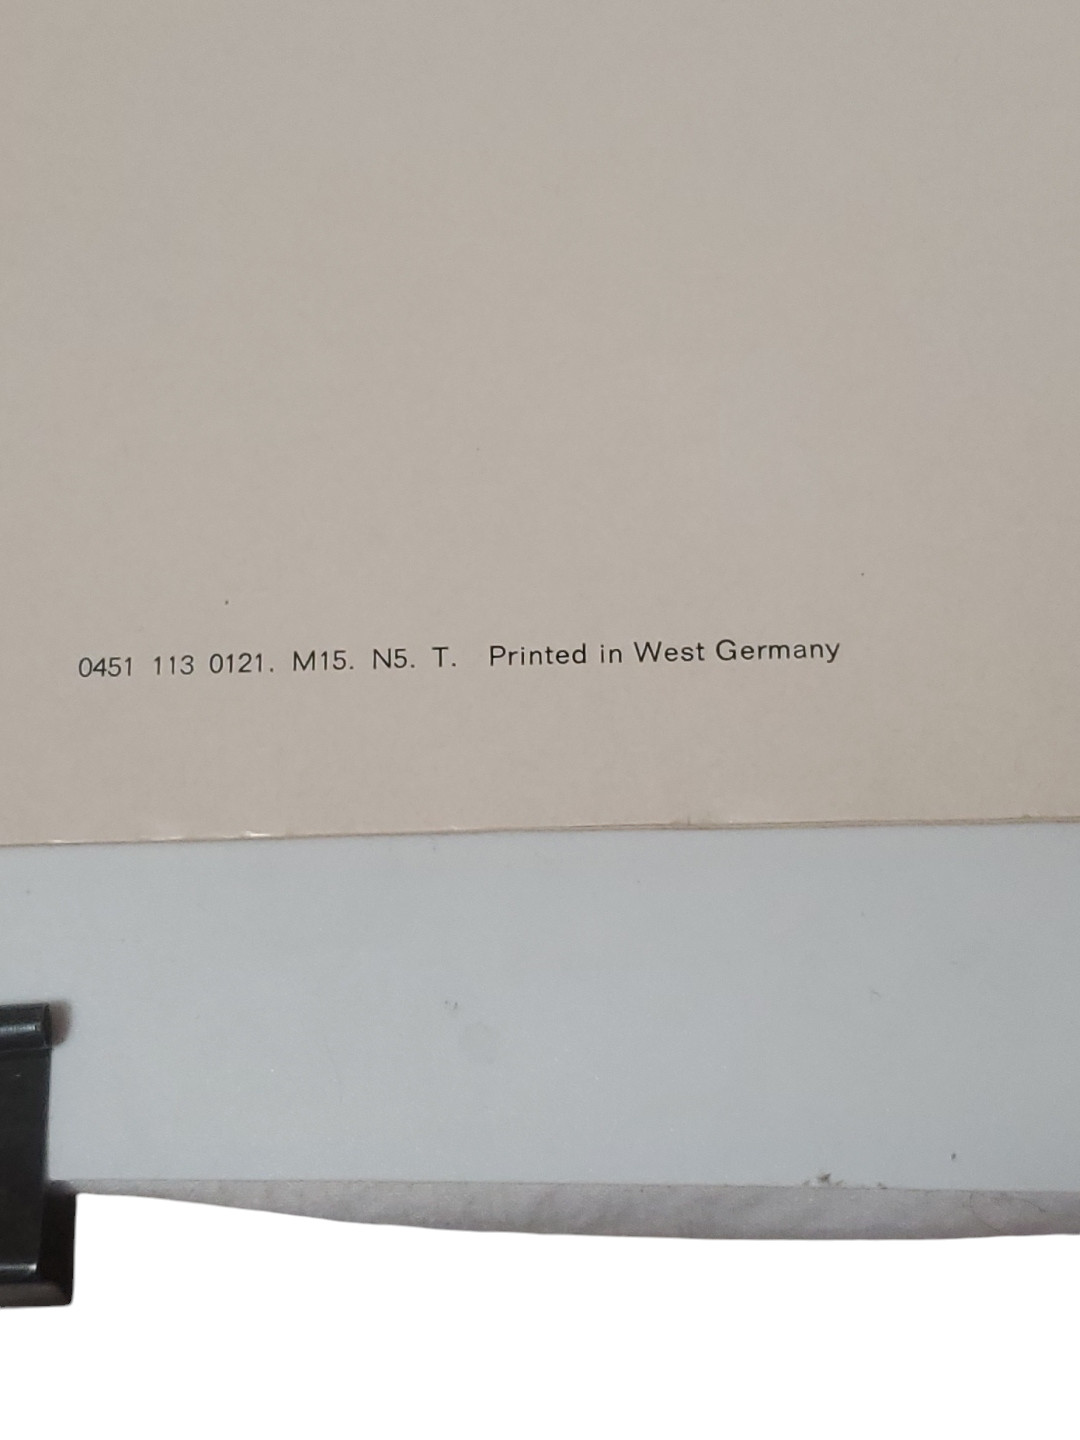 0451 113 0121. M15. N5. T. Printed in West Germany